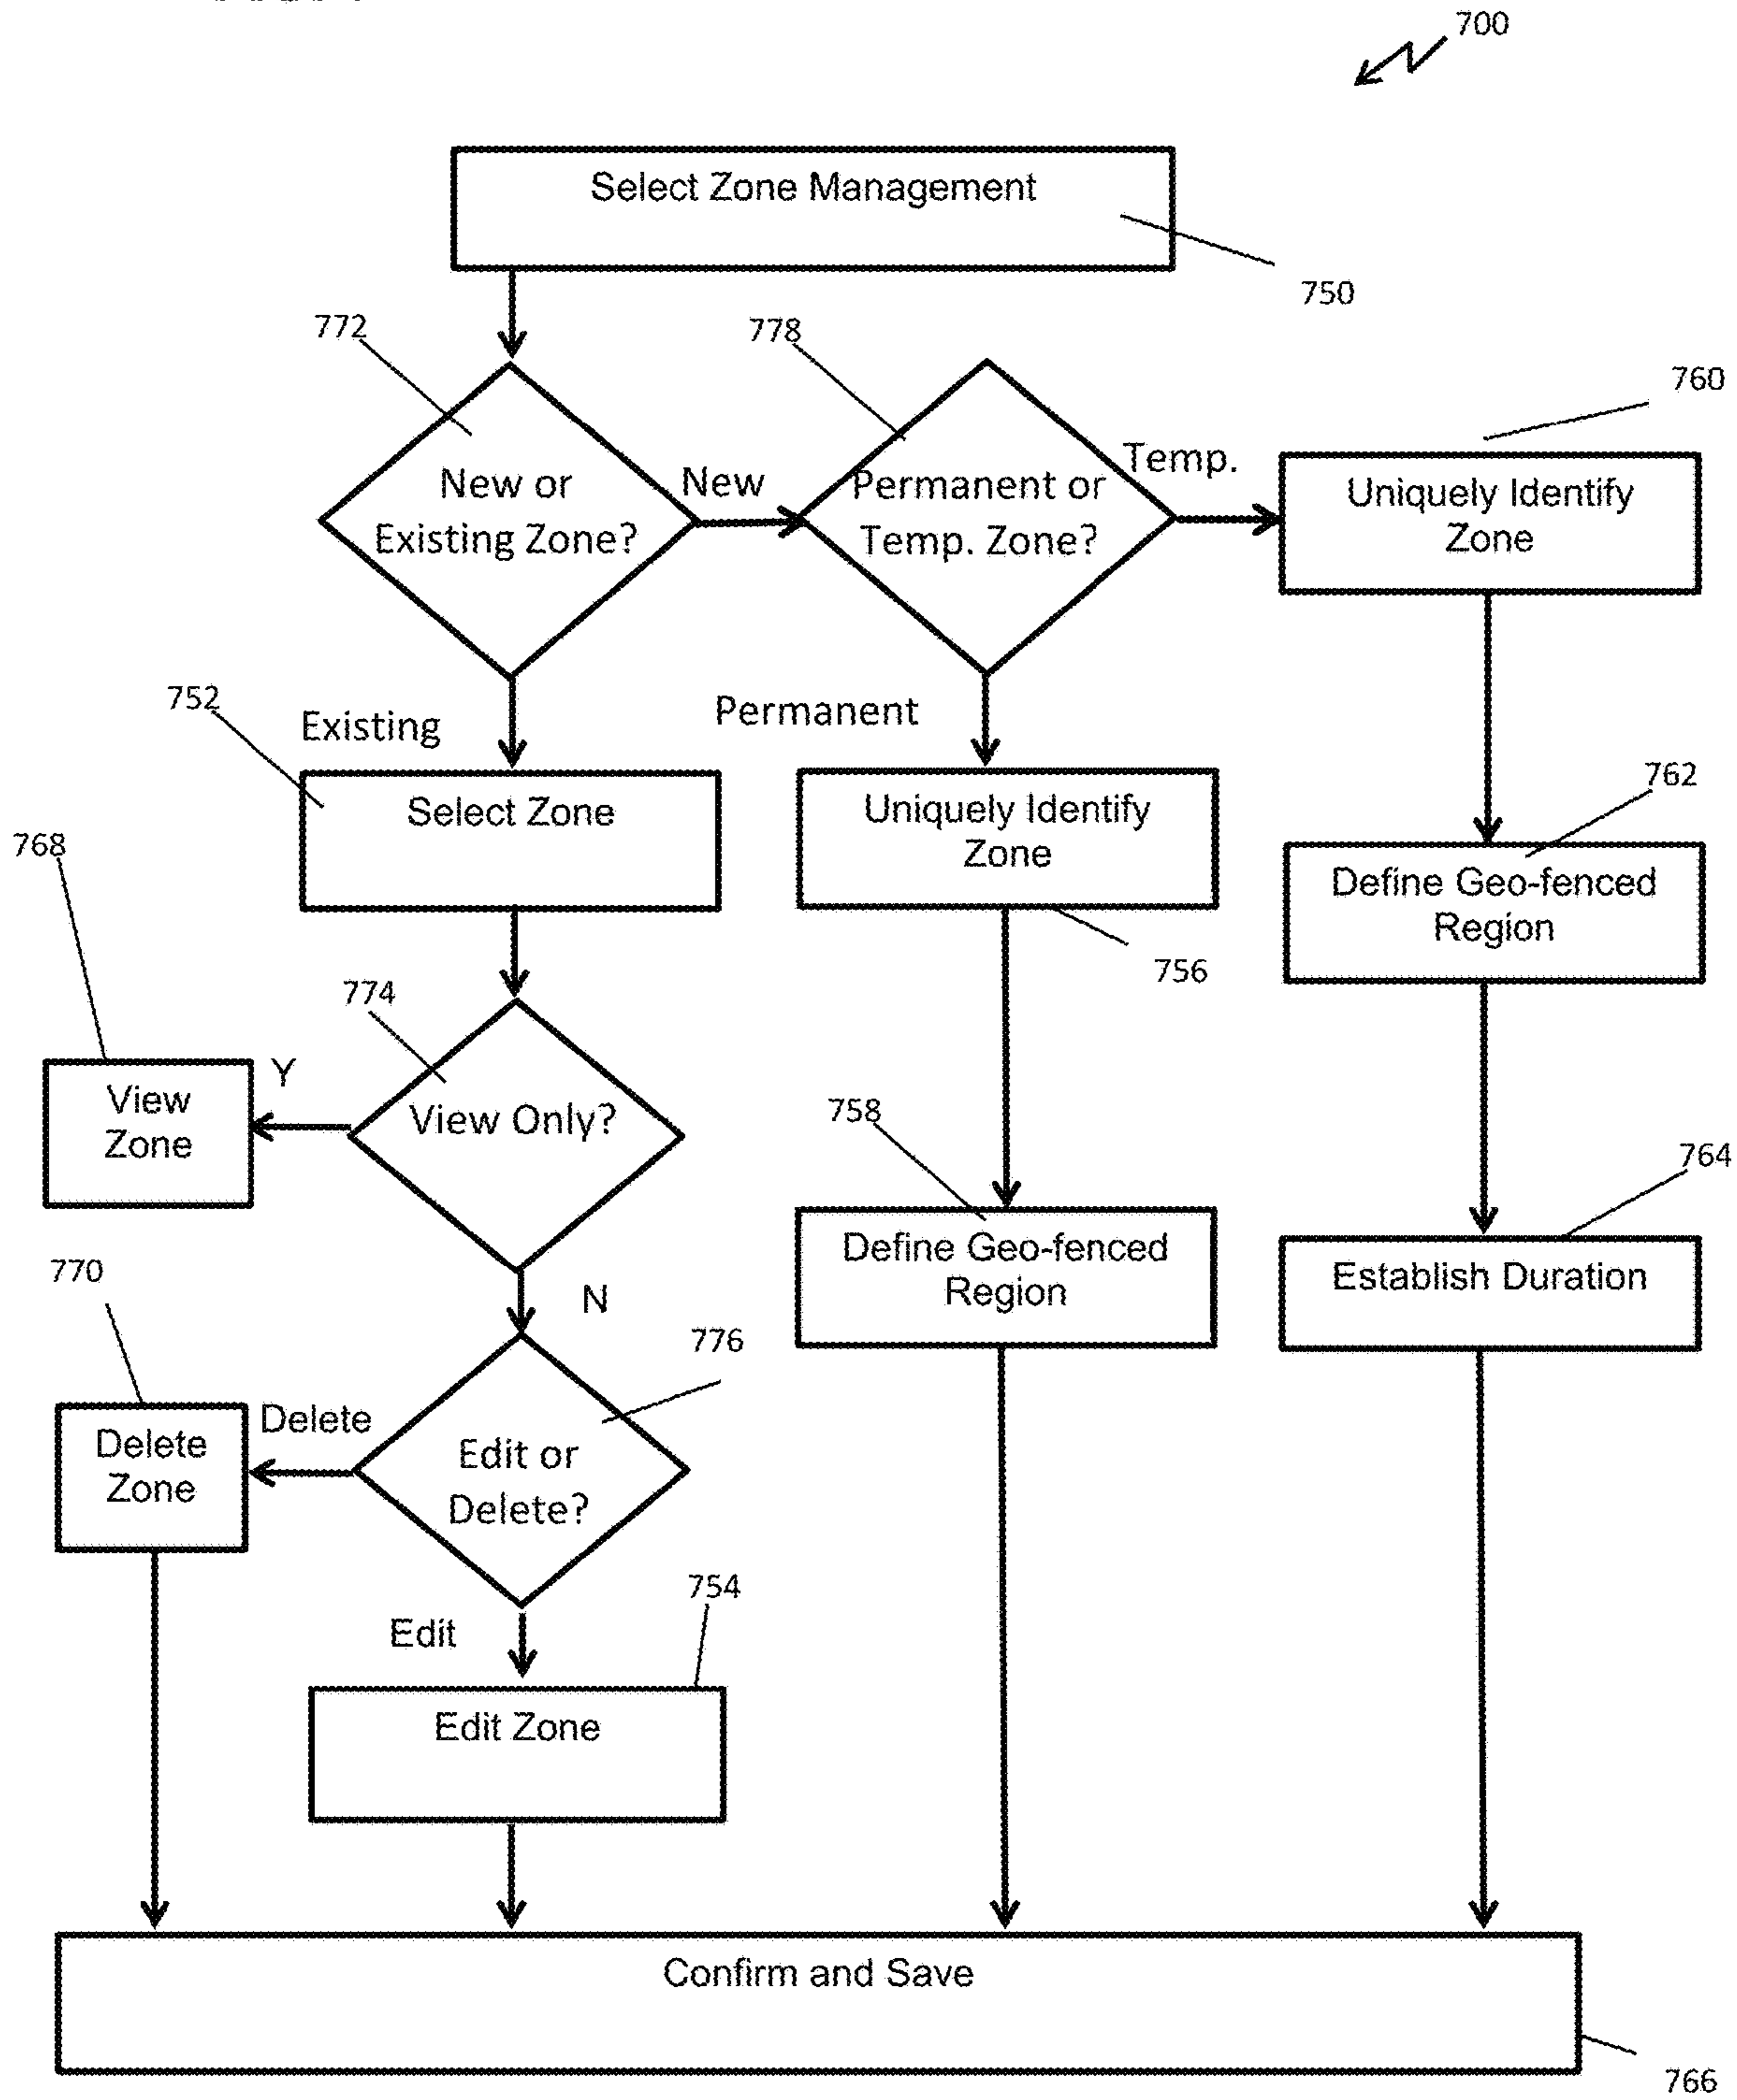 700
Select Zone Management
750
772
778
760
New or
Existing Zone?
New
Permanent or
Temp. Zone?
Temp.
Uniquely Identify
Zone
752
Existing
Permanent
Select Zone
Uniquely Identify
Zone
756
762
Define Geo-fenced
Region
768
774
View
Zone
Y
View Only?
758
Define Geo-fenced
Region
764
Establish Duration
N
770
776
Delete
Zone
Delete
Edit or
Delete?
754
Edit
Edit Zone
Confirm and Save
766